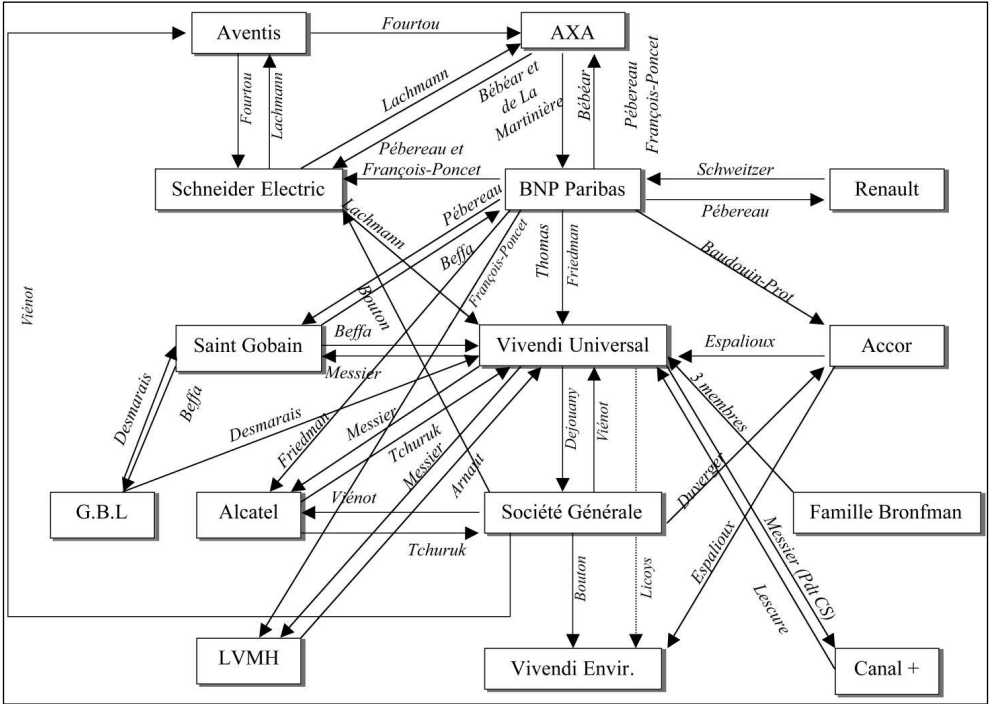 Aventis
Fourtou
AXA
Fourtou
Lachmann
Lachmann
Bébéar et
de La
Martinière
Bébéar
Pébereau
François-Poncet
Pébereau et
François-Poncet
Schneider Electric
BNP Paribas
Schweitzer
Pébereau
Renault
Lachmann
Pébereau
Beffa
François-Poncet
Thomas
Friedman
Baudouin-Prot
Viénot
Bouton
Saint Gobain
Beffa
Messier
Vivendi Universal
Espalioux
Accor
Desmarais
Beffa
Desmarais
Friedman
Messier
Tchuruk
Messier
Arnant
Dejouany
Viénot
3 membres
Duverger
G.B.L
Alcatel
Viénot
Tchuruk
Société Générale
Famille Bronfman
Bouton
Licoys
Espalioux
Messier (Pdt CS)
Lescure
LVMH
Vivendi Envir.
Canal +